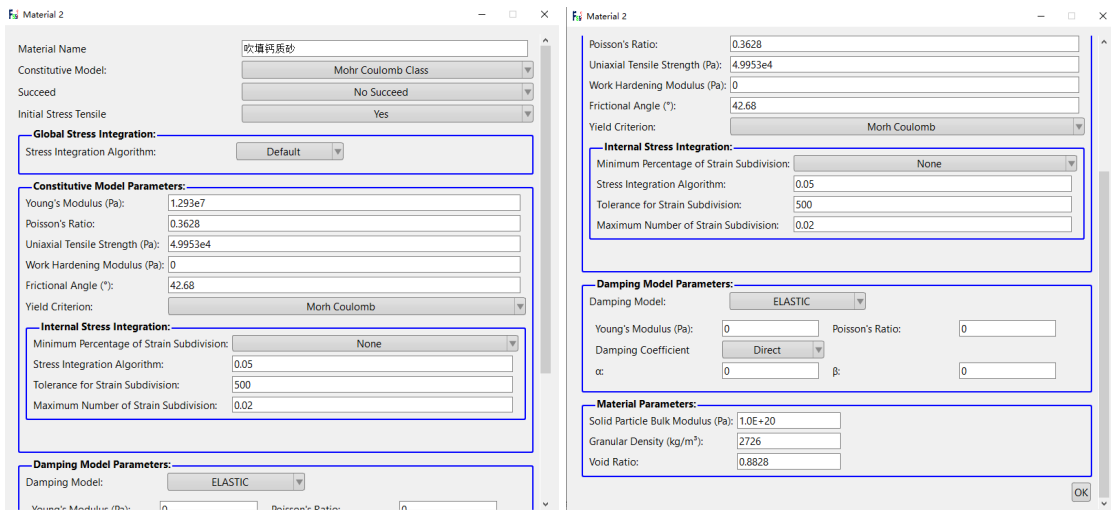 Material 2
Material Name 吹填钙质砂
Constitutive Model: Mohr Coulomb Class
Succeed No Succeed
Initial Stress Tensile Yes
Global Stress Integration:
Stress Integration Algorithm: Default
Constitutive Model Parameters:
Young's Modulus (Pa): 1.293e7
Poisson's Ratio: 0.3628
Uniaxial Tensile Strength (Pa): 4.9953e4
Work Hardening Modulus (Pa): 0
Frictional Angle (°): 42.68
Yield Criterion: Morh Coulomb
Internal Stress Integration:
Minimum Percentage of Strain Subdivision: None
Stress Integration Algorithm: 0.05
Tolerance for Strain Subdivision: 500
Maximum Number of Strain Subdivision: 0.02
Damping Model Parameters:
Damping Model: ELASTIC
Young's Modulus (Pa): 0 Poisson's Ratio: 0
Material 2
Poisson's Ratio: 0.3628
Uniaxial Tensile Strength (Pa): 4.9953e4
Work Hardening Modulus (Pa): 0
Frictional Angle (°): 42.68
Yield Criterion: Morh Coulomb
Internal Stress Integration:
Minimum Percentage of Strain Subdivision: None
Stress Integration Algorithm: 0.05
Tolerance for Strain Subdivision: 500
Maximum Number of Strain Subdivision: 0.02
Damping Model Parameters:
Damping Model: ELASTIC
Young's Modulus (Pa): 0 Poisson's Ratio: 0
Damping Coefficient Direct
α: 0 β: 0
Material Parameters:
Solid Particle Bulk Modulus (Pa): 1.0E+20
Granular Density (kg/m³): 2726
Void Ratio: 0.8828
OK